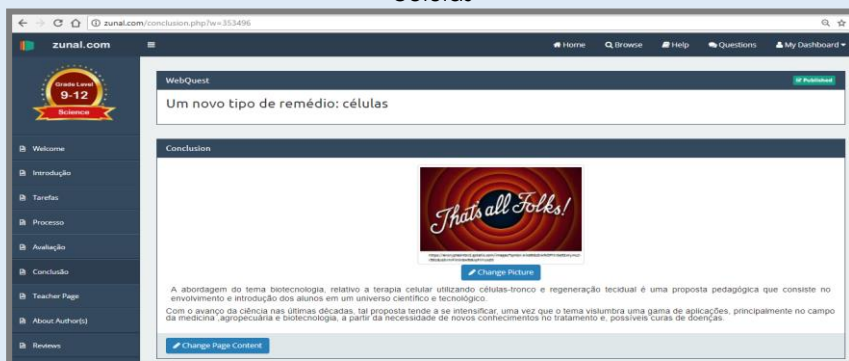 zunal.com/conclusion.php?w=353496
zunal.com
Home
Browse
Help
Questions
My Dashboard
Grade Level
9-12
Science
WebQuest
Published
Um novo tipo de remédio: células
Welcome
Introdução
Tarefas
Processo
Avaliação
Conclusão
Teacher Page
About Author(s)
Reviews
Conclusion
That's all Folks!
Change Picture
A abordagem do tema biotecnologia, relativo a terapia celular utilizando células-tronco e regeneração tecidual é uma proposta pedagógica que consiste no
envolvimento e introdução dos alunos em um universo científico e tecnológico.
Com o avanço da ciência nas últimas décadas, tal proposta tende a se intensificar, uma vez que o tema vislumbra uma gama de aplicações, principalmente no campo
da medicina ,agropecuária e biotecnologia, a partir da necessidade de novos conhecimentos no tratamento e, possíveis curas de doenças.
Change Page Content